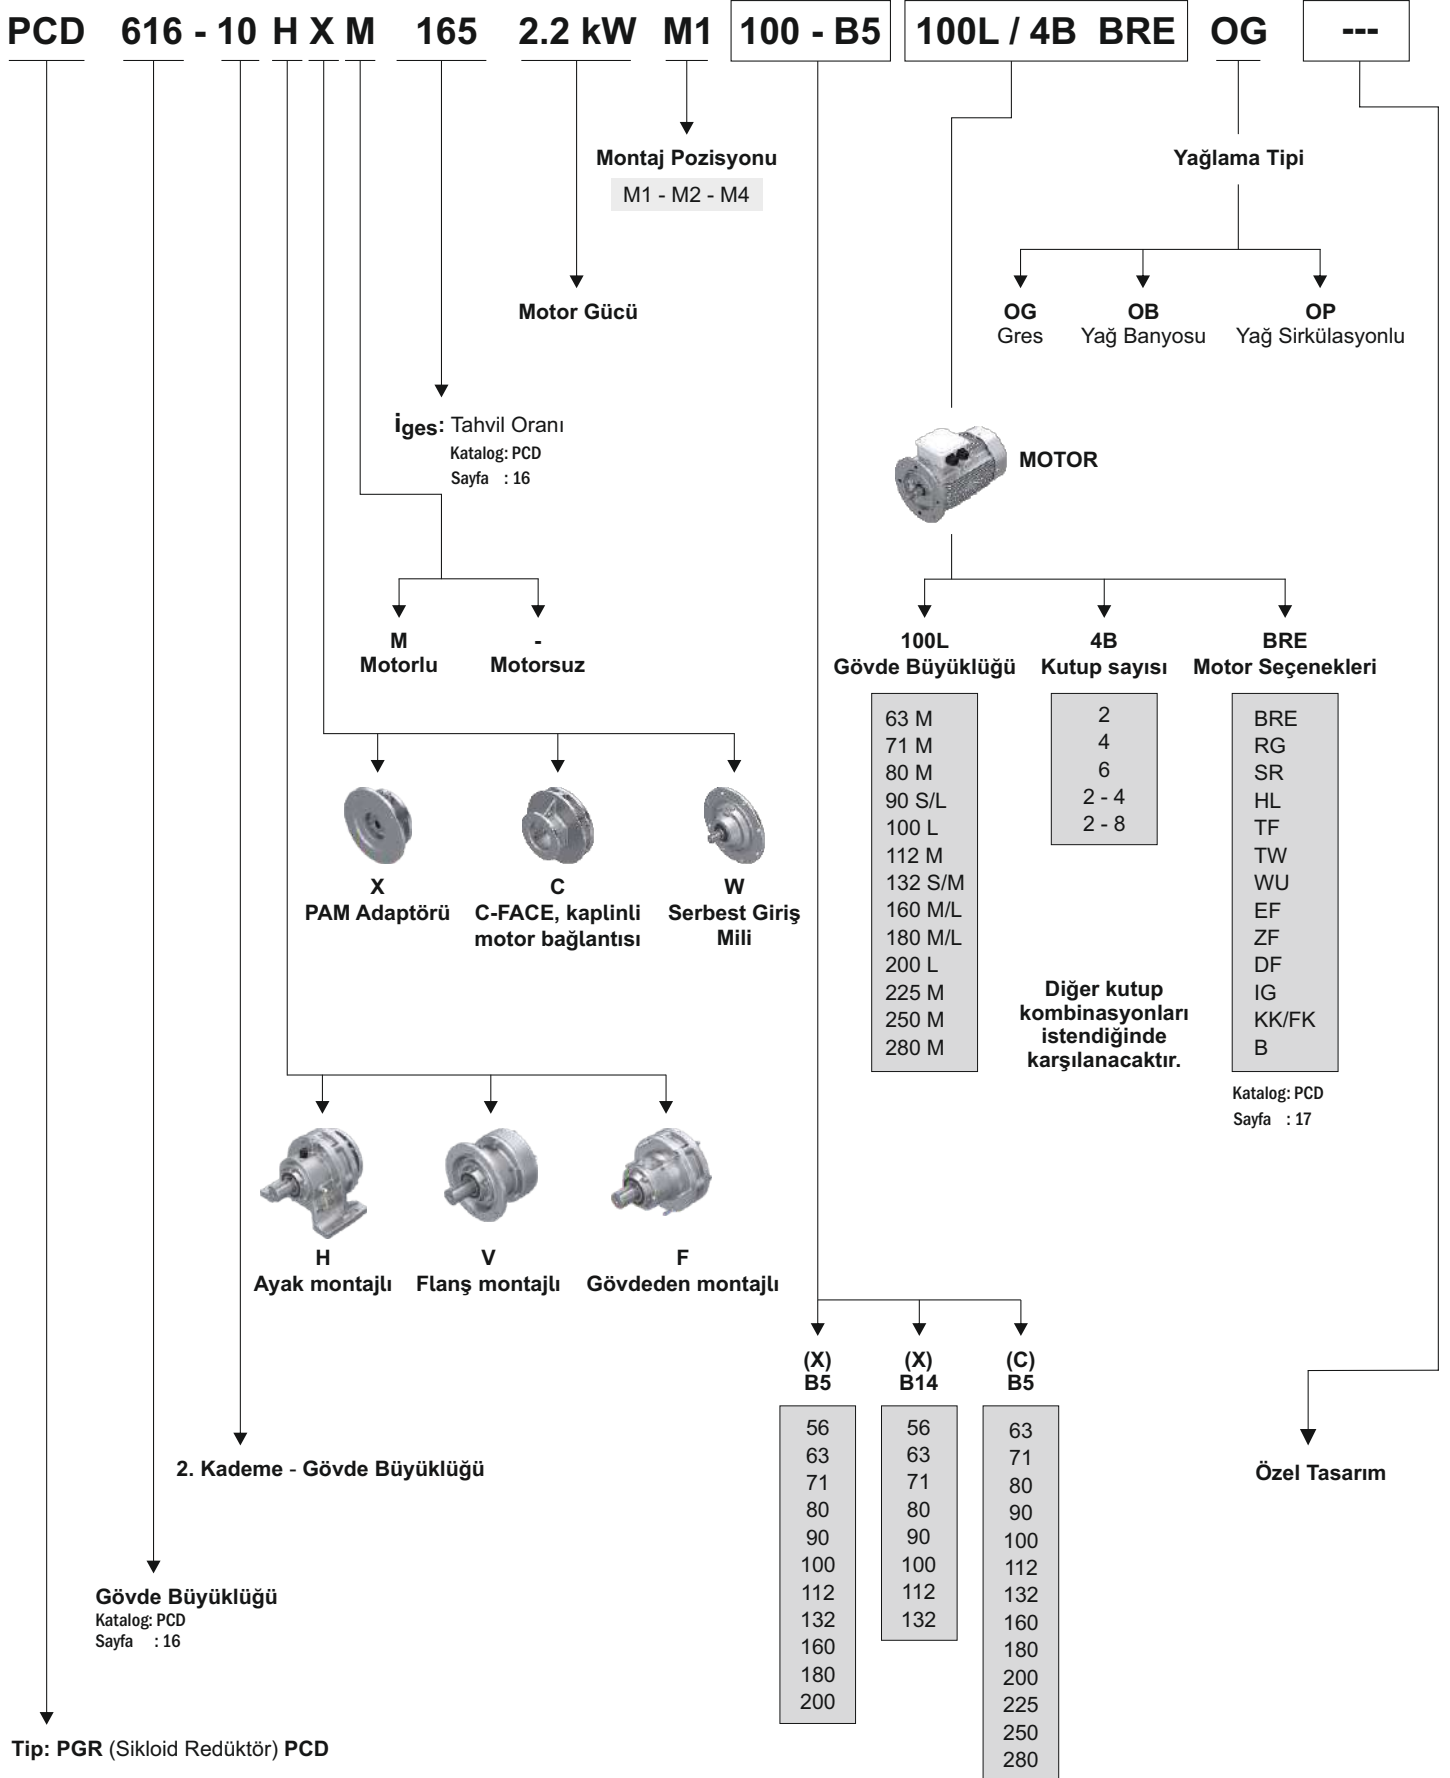 PCD 616 - 10 H X M 165 2.2 kW M1 100 - B5 100L / 4B BRE OG ---
Montaj Pozisyonu
M1 - M2 - M4
Yağlama Tipi
Motor Gücü
OG
Gres
OB
Yağ Banyosu
OP
Yağ Sirkülasyonlu
iges: Tahvil Oranı
Katalog: PCD
Sayfa : 16
MOTOR
M
Motorlu
-
Motorsuz
100L
Gövde Büyüklüğü
63 M
71 M
80 M
90 S/L
100 L
112 M
132 S/M
160 M/L
180 M/L
200 L
225 M
250 M
280 M
4B
Kutup sayısı
2
4
6
2 - 4
2 - 8
Diğer kutup
kombinasyonları
istendiğinde
karşılanacaktır.
BRE
Motor Seçenekleri
BRE
RG
SR
HL
TF
TW
WU
EF
ZF
DF
IG
KK/FK
B
Katalog: PCD
Sayfa : 17
X
PAM Adaptörü
C
C-FACE, kaplinli
motor bağlantısı
W
Serbest Giriş
Mili
H
Ayak montajlı
V
Flanş montajlı
F
Gövdeden montajlı
(X)
B5
56
63
71
80
90
100
112
132
160
180
200
(X)
B14
56
63
71
80
90
100
112
132
(C)
B5
63
71
80
90
100
112
132
160
180
200
225
250
280
Özel Tasarım
2. Kademe - Gövde Büyüklüğü
Gövde Büyüklüğü
Katalog: PCD
Sayfa : 16
Tip: PGR (Sikloid Redüktör) PCD